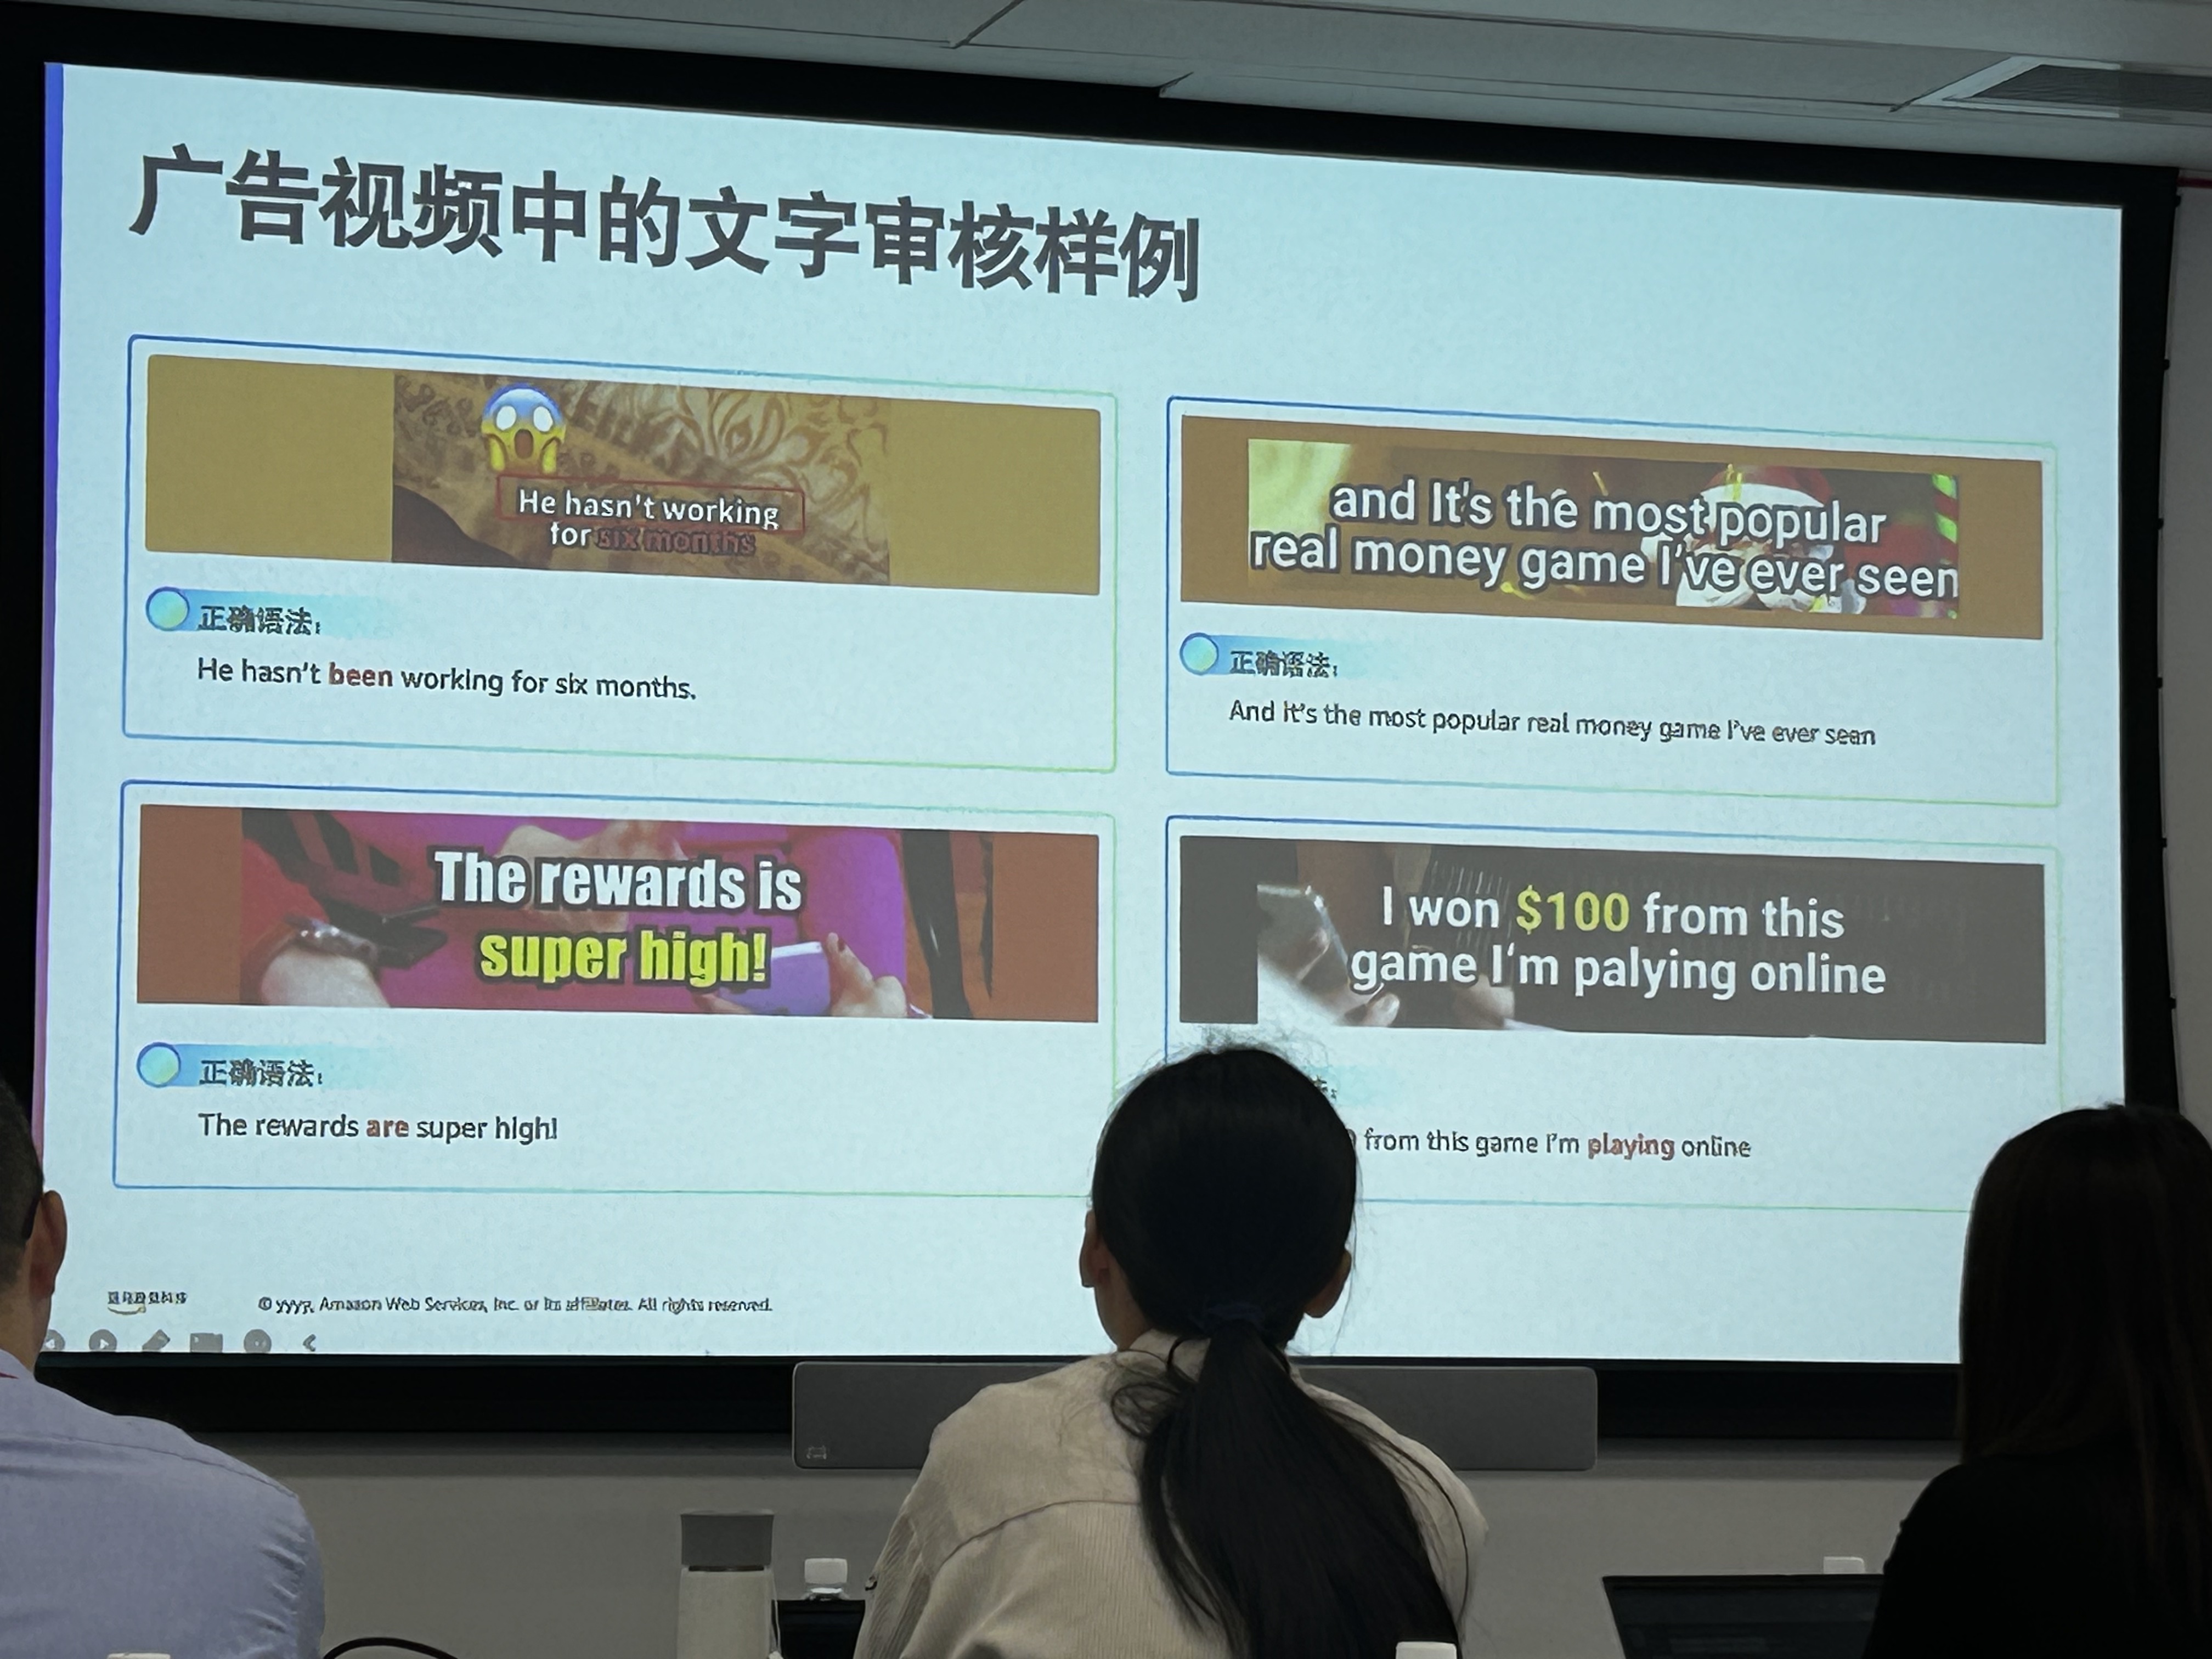 广告视频中的文字审核样例
He hasn't working
for six months
正确语法：
He hasn't been working for six months.
and It's the most popular
real money game I've ever seen
正确语法：
And it's the most popular real money game I've ever seen
The rewards is
super high!
正确语法：
The rewards are super high!
I won $100 from this
game I'm palying online
法：
from this game I'm playing online
© yyyy, Amazon Web Services, Inc. or its affiliates. All rights reserved.